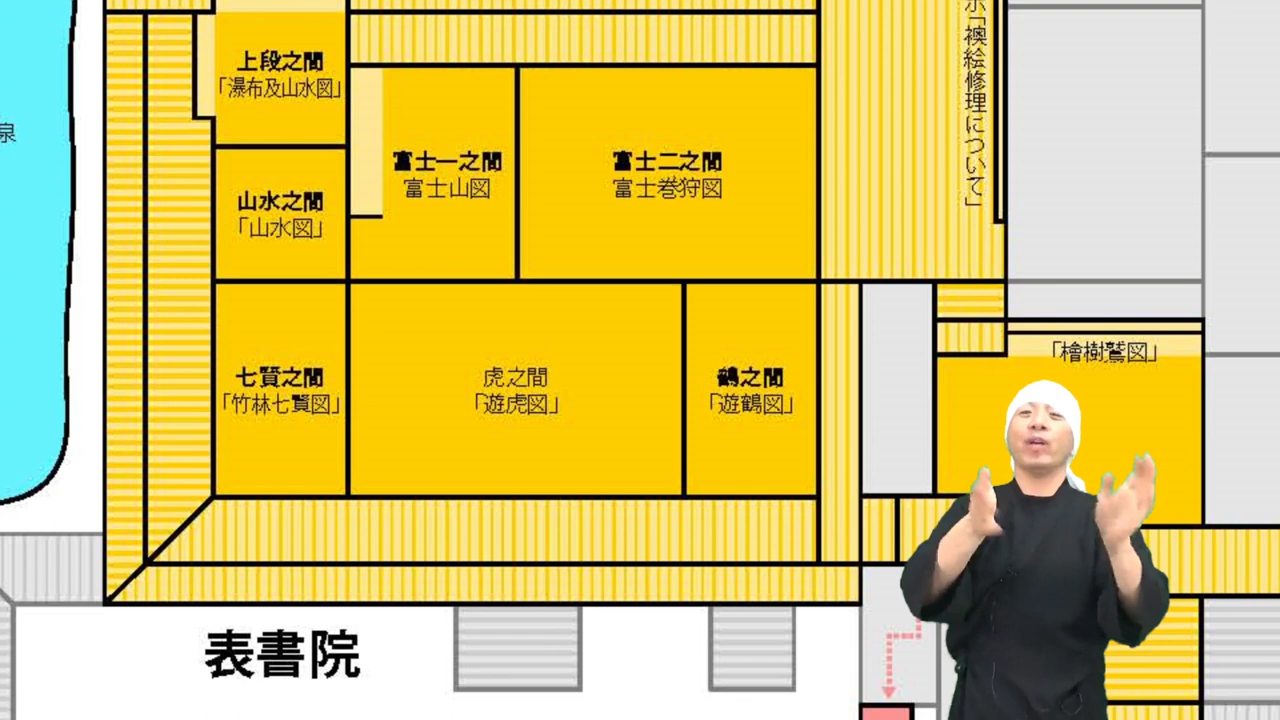 上段之間
「瀑布及山水図」
富士一之間
富士山図
富士二之間
富士巻狩図
「襖絵修理について」
山水之間
「山水図」
泉
「檜樹鷲図」
七賢之間
「竹林七賢図」
虎之間
「遊虎図」
鶴之間
「遊鶴図」
表書院